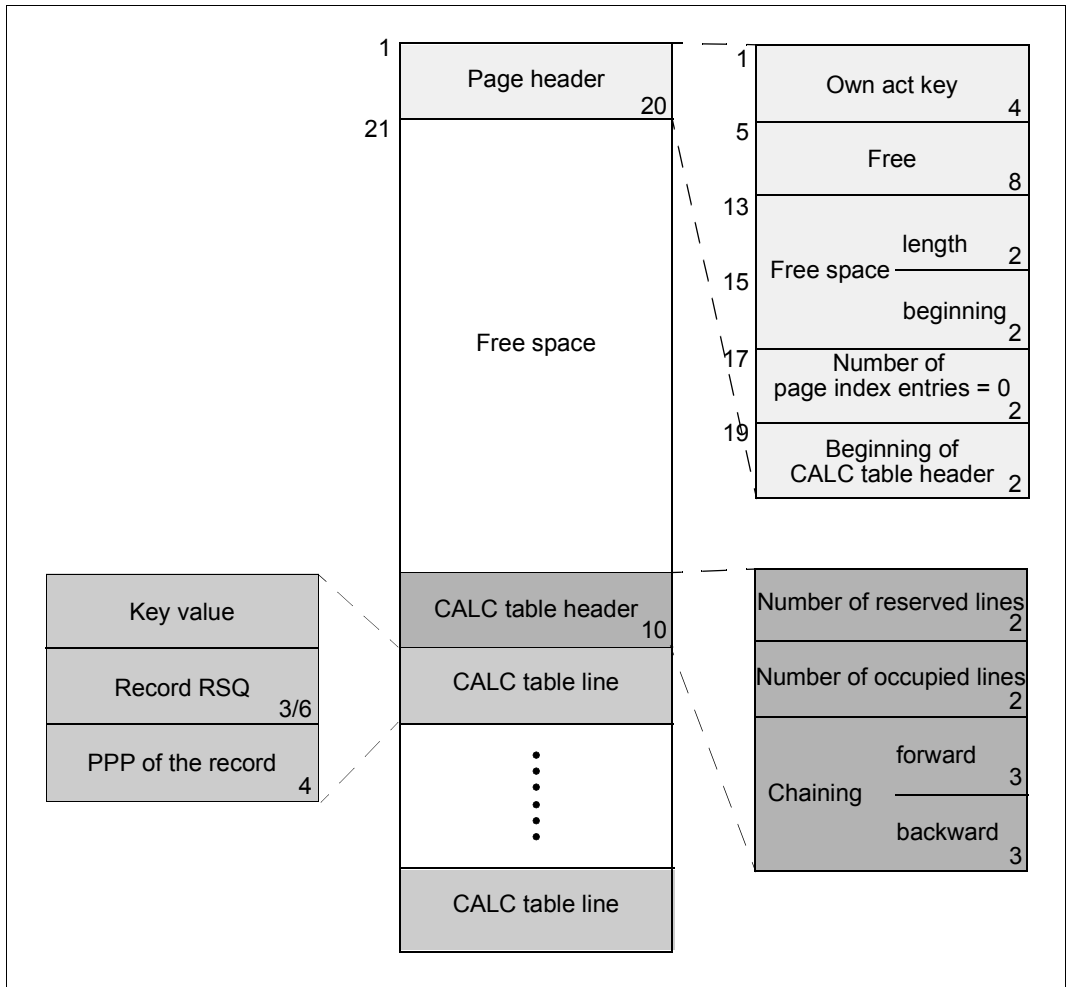 1
Page header
20
21
Free space
CALC table header
10
CALC table line
CALC table line
1
Own act key
4
5
Free
8
13
Free space
length
2
15
beginning
2
17
Number of
page index entries = 0
2
19
Beginning of
CALC table header
2
Key value
Record RSQ
3/6
PPP of the record
4
Number of reserved lines
2
Number of occupied lines
2
Chaining
forward
3
backward
3